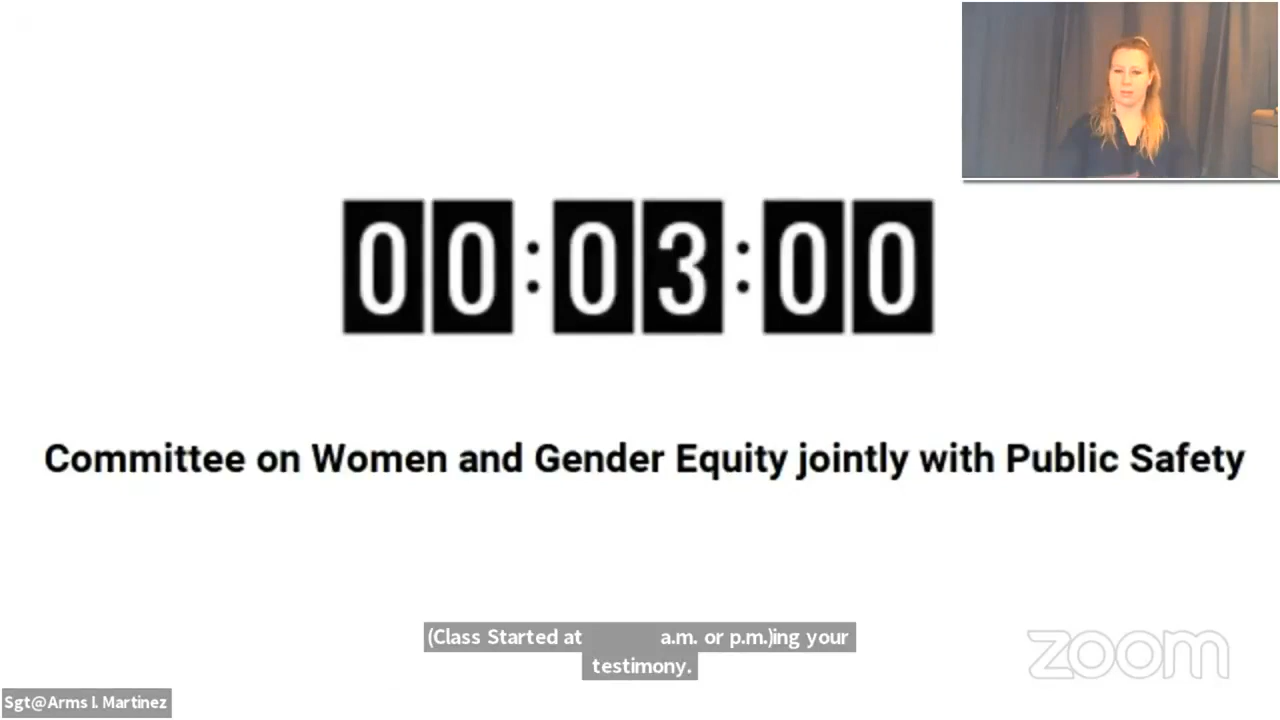 00:03:00
Committee on Women and Gender Equity jointly with Public Safety
(Class Started at a.m. or p.m.)ing your
testimony.
zoom
Sgt@Arms I. Martinez